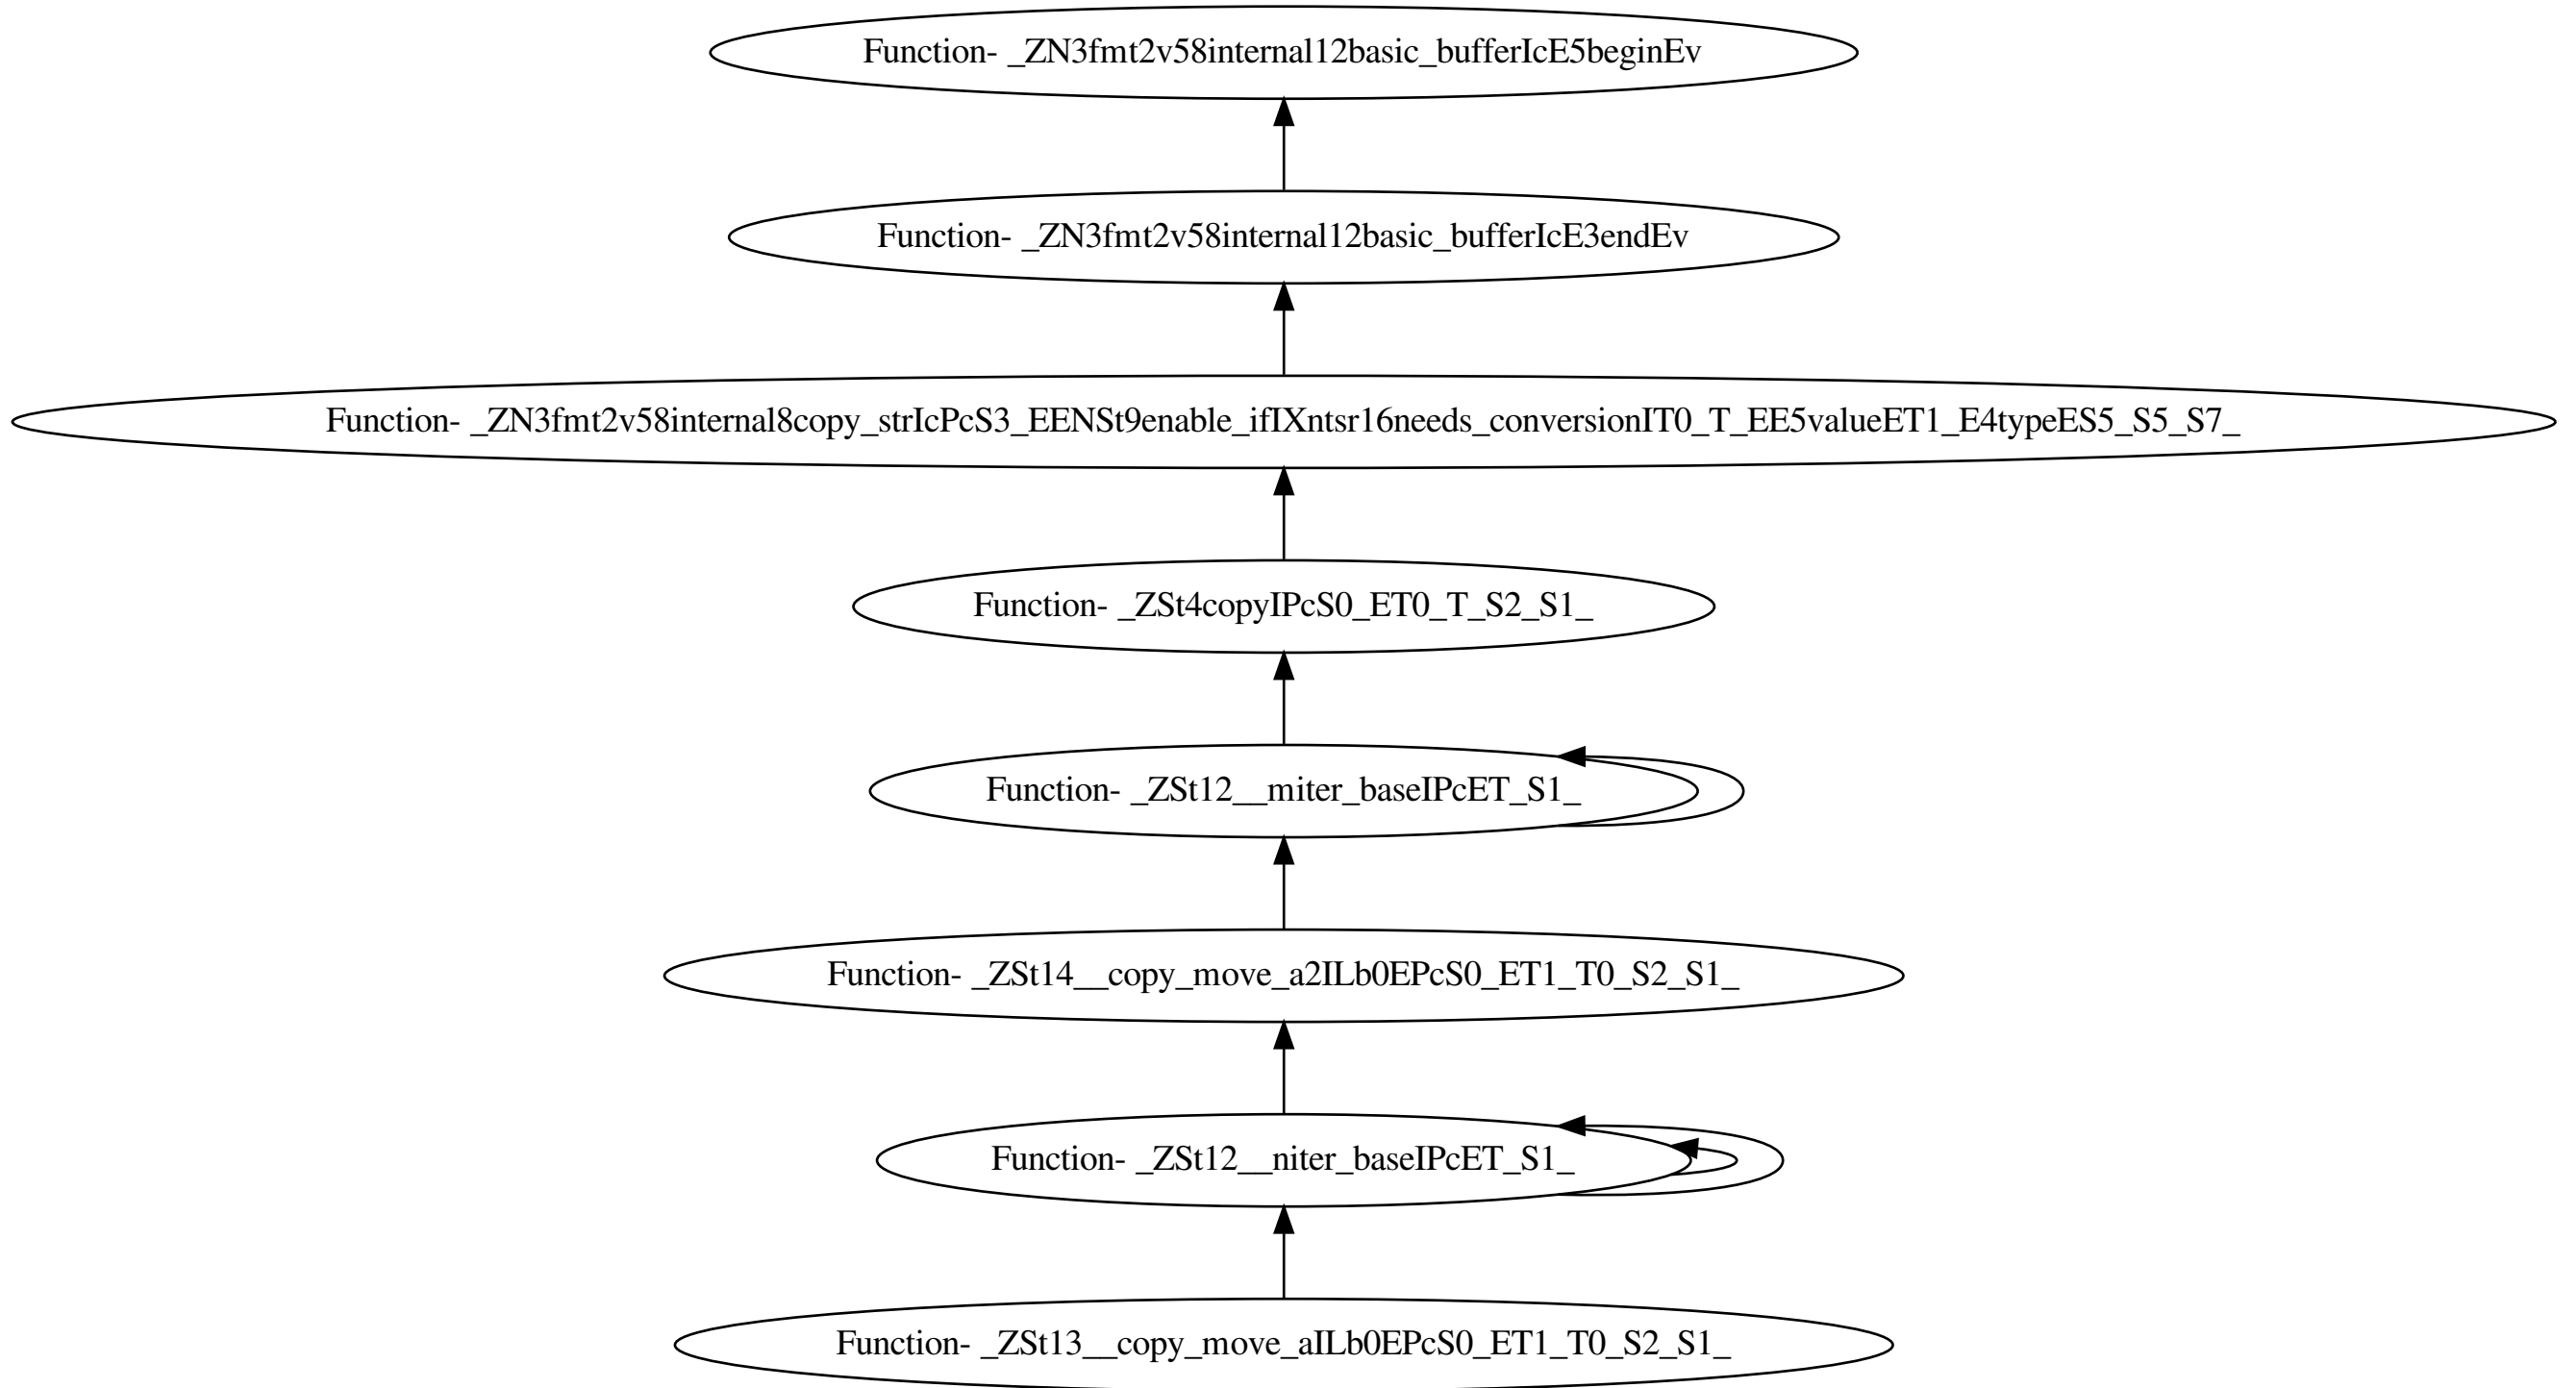 Function- _ZN3fmt2v58internal12basic_bufferIcE5beginEv
Function- _ZN3fmt2v58internal12basic_bufferIcE3endEv
Function- _ZN3fmt2v58internal8copy_strIcPcS3_EENSt9enable_ifIXntsr16needs_conversionIT0_T_EE5valueET1_E4typeES5_S5_S7_
Function- _ZSt4copyIPcS0_ET0_T_S2_S1_
Function- _ZSt12__miter_baseIPcET_S1_
Function- _ZSt14__copy_move_a2ILb0EPcS0_ET1_T0_S2_S1_
Function- _ZSt12__niter_baseIPcET_S1_
Function- _ZSt13__copy_move_aILb0EPcS0_ET1_T0_S2_S1_